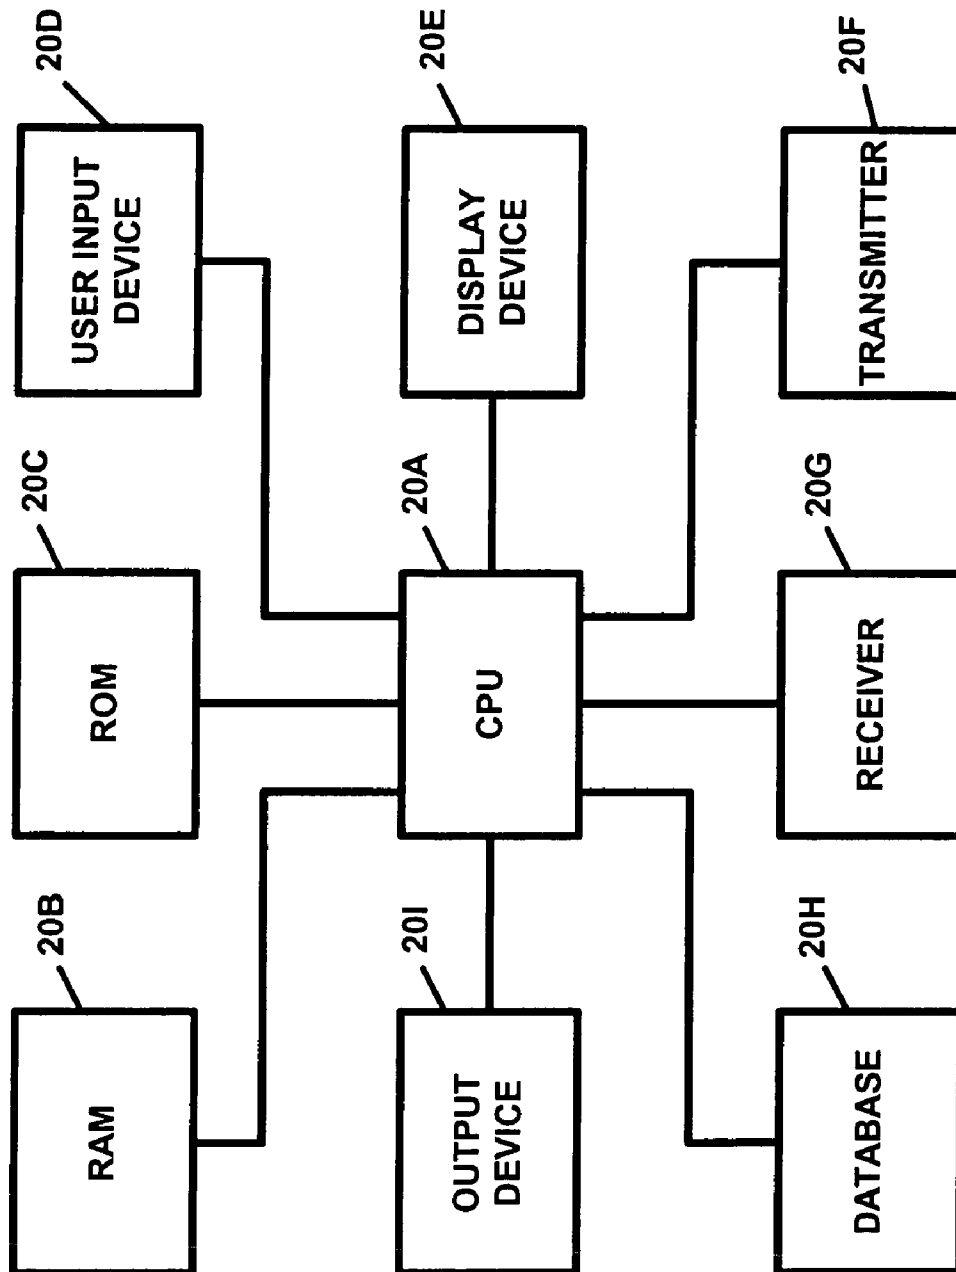 20B
RAM
20C
ROM
20D
USER INPUT
DEVICE
20I
OUTPUT
DEVICE
20A
CPU
20E
DISPLAY
DEVICE
20H
DATABASE
20G
RECEIVER
20F
TRANSMITTER